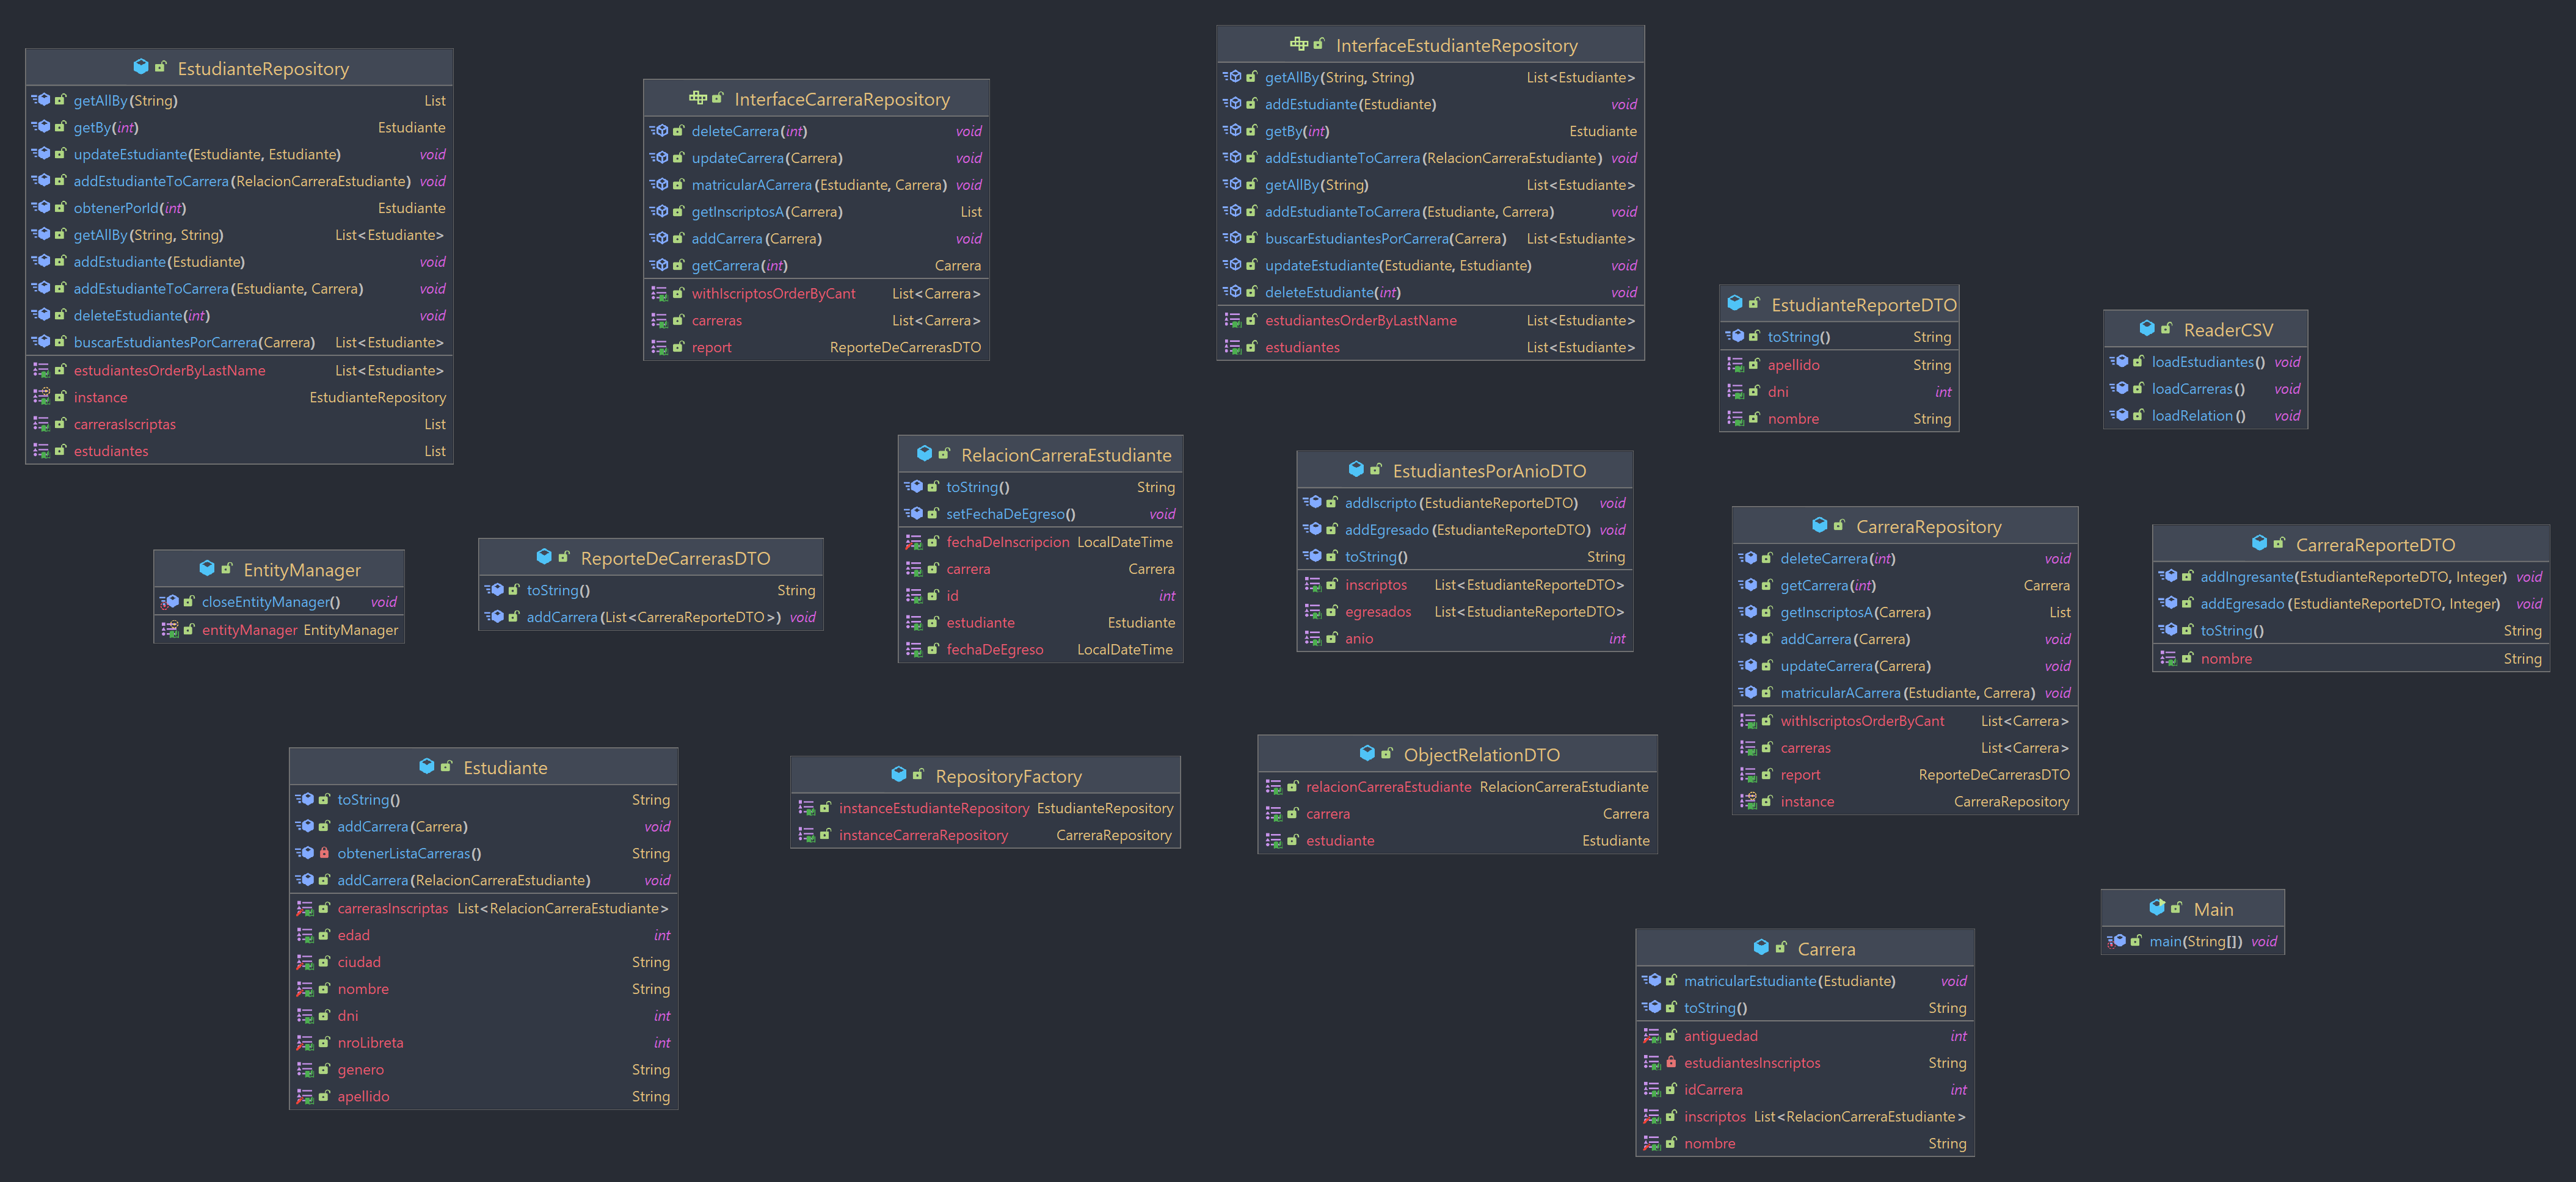 EstudianteRepository
getAllBy(String) List
getBy(int) Estudiante
updateEstudiante(Estudiante, Estudiante) void
addEstudianteToCarrera(RelacionCarreraEstudiante) void
obtenerPorId(int) Estudiante
getAllBy(String, String) List<Estudiante>
addEstudiante(Estudiante) void
addEstudianteToCarrera(Estudiante, Carrera) void
deleteEstudiante(int) void
buscarEstudiantesPorCarrera(Carrera) List<Estudiante>
estudiantesOrderByLastName List<Estudiante>
instance EstudianteRepository
carrerasIscriptas List
estudiantes List
InterfaceCarreraRepository
deleteCarrera(int) void
updateCarrera(Carrera) void
matricularACarrera(Estudiante, Carrera) void
getInscriptosA(Carrera) List
addCarrera(Carrera) void
getCarrera(int) Carrera
withIscriptosOrderByCant List<Carrera>
carreras List<Carrera>
report ReporteDeCarrerasDTO
InterfaceEstudianteRepository
getAllBy(String, String) List<Estudiante>
addEstudiante(Estudiante) void
getBy(int) Estudiante
addEstudianteToCarrera(RelacionCarreraEstudiante) void
getAllBy(String) List<Estudiante>
addEstudianteToCarrera(Estudiante, Carrera) void
buscarEstudiantesPorCarrera(Carrera) List<Estudiante>
updateEstudiante(Estudiante, Estudiante) void
deleteEstudiante(int) void
estudiantesOrderByLastName List<Estudiante>
estudiantes List<Estudiante>
EstudianteReporteDTO
toString() String
apellido String
dni int
nombre String
ReaderCSV
loadEstudiantes() void
loadCarreras() void
loadRelation() void
RelacionCarreraEstudiante
toString() String
setFechaDeEgreso() void
fechaDeInscripcion LocalDateTime
carrera Carrera
id int
estudiante Estudiante
fechaDeEgreso LocalDateTime
EstudiantesPorAnioDTO
addIscripto(EstudianteReporteDTO) void
addEgresado(EstudianteReporteDTO) void
toString() String
inscriptos List<EstudianteReporteDTO>
egresados List<EstudianteReporteDTO>
anio int
CarreraRepository
deleteCarrera(int) void
getCarrera(int) Carrera
getInscriptosA(Carrera) List
addCarrera(Carrera) void
updateCarrera(Carrera) void
matricularACarrera(Estudiante, Carrera) void
withIscriptosOrderByCant List<Carrera>
carreras List<Carrera>
report ReporteDeCarrerasDTO
instance CarreraRepository
CarreraReporteDTO
addIngresante(EstudianteReporteDTO, Integer) void
addEgresado(EstudianteReporteDTO, Integer) void
toString() String
nombre String
EntityManager
closeEntityManager() void
entityManager EntityManager
ReporteDeCarrerasDTO
toString() String
addCarrera(List<CarreraReporteDTO>) void
Estudiante
toString() String
addCarrera(Carrera) void
obtenerListaCarreras() String
addCarrera(RelacionCarreraEstudiante) void
carrerasInscriptas List<RelacionCarreraEstudiante>
edad int
ciudad String
nombre String
dni int
nroLibreta int
genero String
apellido String
RepositoryFactory
instanceEstudianteRepository EstudianteRepository
instanceCarreraRepository CarreraRepository
ObjectRelationDTO
relacionCarreraEstudiante RelacionCarreraEstudiante
carrera Carrera
estudiante Estudiante
Carrera
matricularEstudiante(Estudiante) void
toString() String
antiguedad int
estudiantesInscriptos String
idCarrera int
inscriptos List<RelacionCarreraEstudiante>
nombre String
Main
main(String[]) void